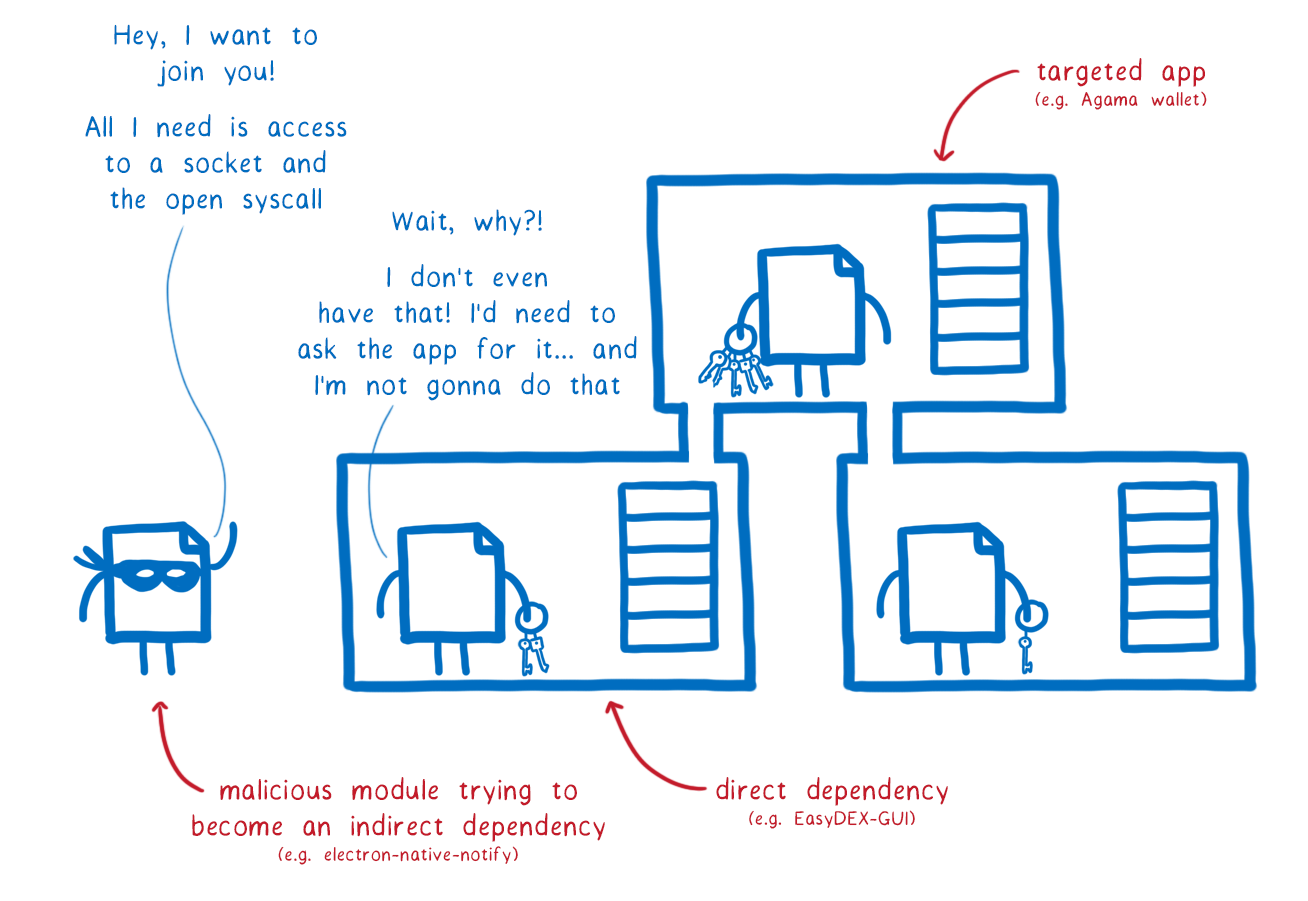 Hey, I want to
join you!
All I need is access
to a socket and
the open syscall
Wait, why?!
I don't even
have that! I'd need to
ask the app for it... and
I'm not gonna do that
targeted app
(e.g. Agama wallet)
malicious module trying to
become an indirect dependency
(e.g. electron-native-notify)
direct dependency
(e.g. EasyDEX-GUI)